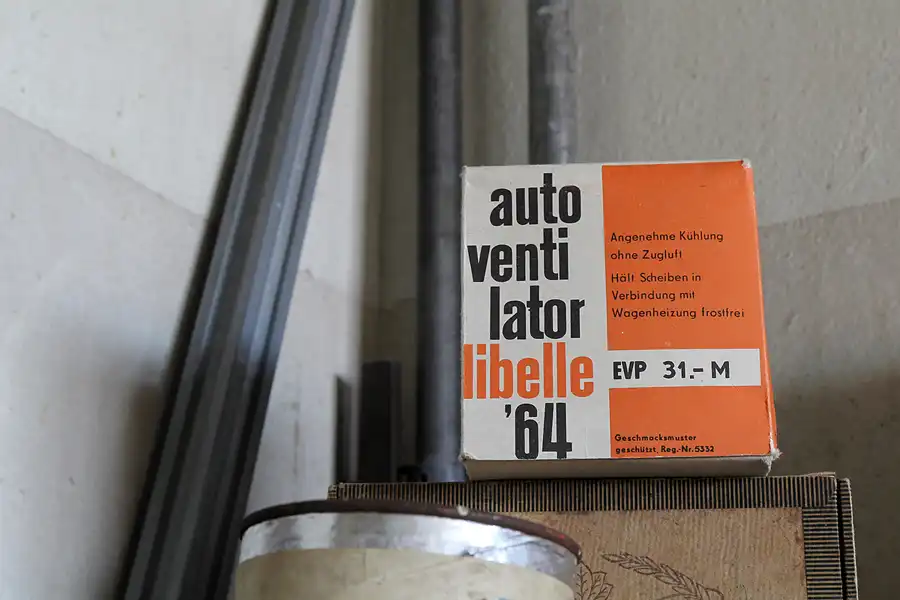 auto
venti
lator
libelle
'64
Angenehme Kühlung
ohne Zugluft
Hält Scheiben in
Verbindung mit
Wagenheizung frostfrei
EVP 31.- M
Geschmacksmuster
geschützt, Reg.-Nr. 5332